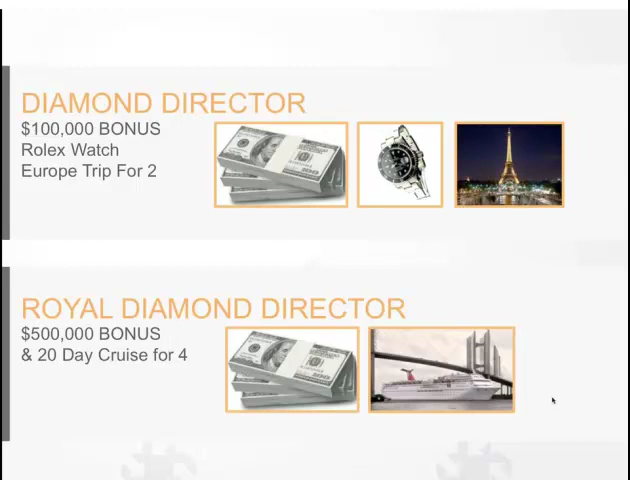 DIAMOND DIRECTOR
$100,000 BONUS
Rolex Watch
Europe Trip For 2
ROYAL DIAMOND DIRECTOR
$500,000 BONUS
& 20 Day Cruise for 4